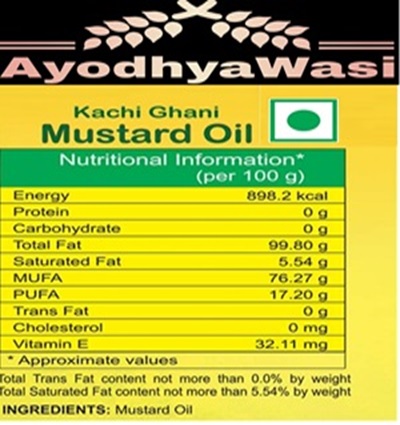 AyodhyaWasi
Kachi Ghani
Mustard Oil
Nutritional Information*
(per 100 g)
Energy 898.2 kcal
Protein 0 g
Carbohydrate 0 g
Total Fat 99.80 g
Saturated Fat 5.54 g
MUFA 76.27 g
PUFA 17.20 g
Trans Fat 0 g
Cholesterol 0 mg
Vitamin E 32.11 mg
* Approximate values
Total Trans Fat content not more than 0.0% by weight
Total Saturated Fat content not more than 5.54% by weight
INGREDIENTS: Mustard Oil